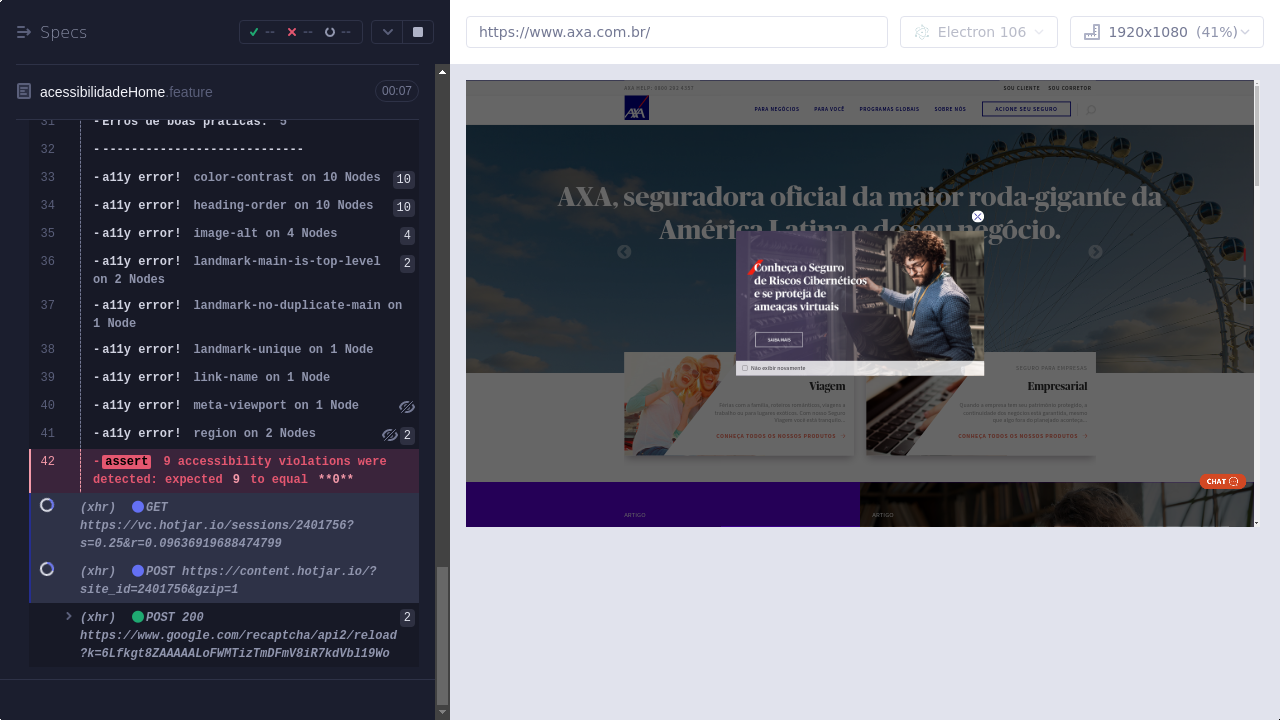 Specs
--
--
--
https://www.axa.com.br/
Electron 106
1920x1080 (41%)
acessibilidadeHome.feature
00:07
31 -Erros de boas práticas: 5
32 -----------------------------
33 -a11y error! color-contrast on 10 Nodes 10
34 -a11y error! heading-order on 10 Nodes 10
35 -a11y error! image-alt on 4 Nodes 4
36 -a11y error! landmark-main-is-top-level 2
on 2 Nodes
37 -a11y error! landmark-no-duplicate-main on
1 Node
38 -a11y error! landmark-unique on 1 Node
39 -a11y error! link-name on 1 Node
40 -a11y error! meta-viewport on 1 Node
41 -a11y error! region on 2 Nodes 2
42 -assert 9 accessibility violations were
detected: expected 9 to equal **0**
(xhr) GET
https://vc.hotjar.io/sessions/2401756?
s=0.25&r=0.09636919688474799
(xhr) POST https://content.hotjar.io/?
site_id=2401756&gzip=1
(xhr) POST 200 2
https://www.google.com/recaptcha/api2/reload
?k=6Lfkgt8ZAAAAALoFWMTizTmDFmV8iR7kdVbl19Wo
SOU CLIENTE SOU CORRETOR
AXA
PARA NEGÓCIOS PARA VOCÊ PROGRAMAS GLOBAIS SOBRE NÓS ACIONE SEU SEGURO
AXA, seguradora oficial da maior roda-gigante da
América Latina e do seu negócio.
Conheça o Seguro
de Riscos Cibernéticos
e se proteja de
ameaças virtuais
SAIBA MAIS
Não exibir novamente
SEGURO PARA EMPRESAS
Viagem
Empresarial
CONHEÇA TODOS OS NOSSOS PRODUTOS
CONHEÇA TODOS OS NOSSOS PRODUTOS
CHAT
ARTIGO
ARTIGO